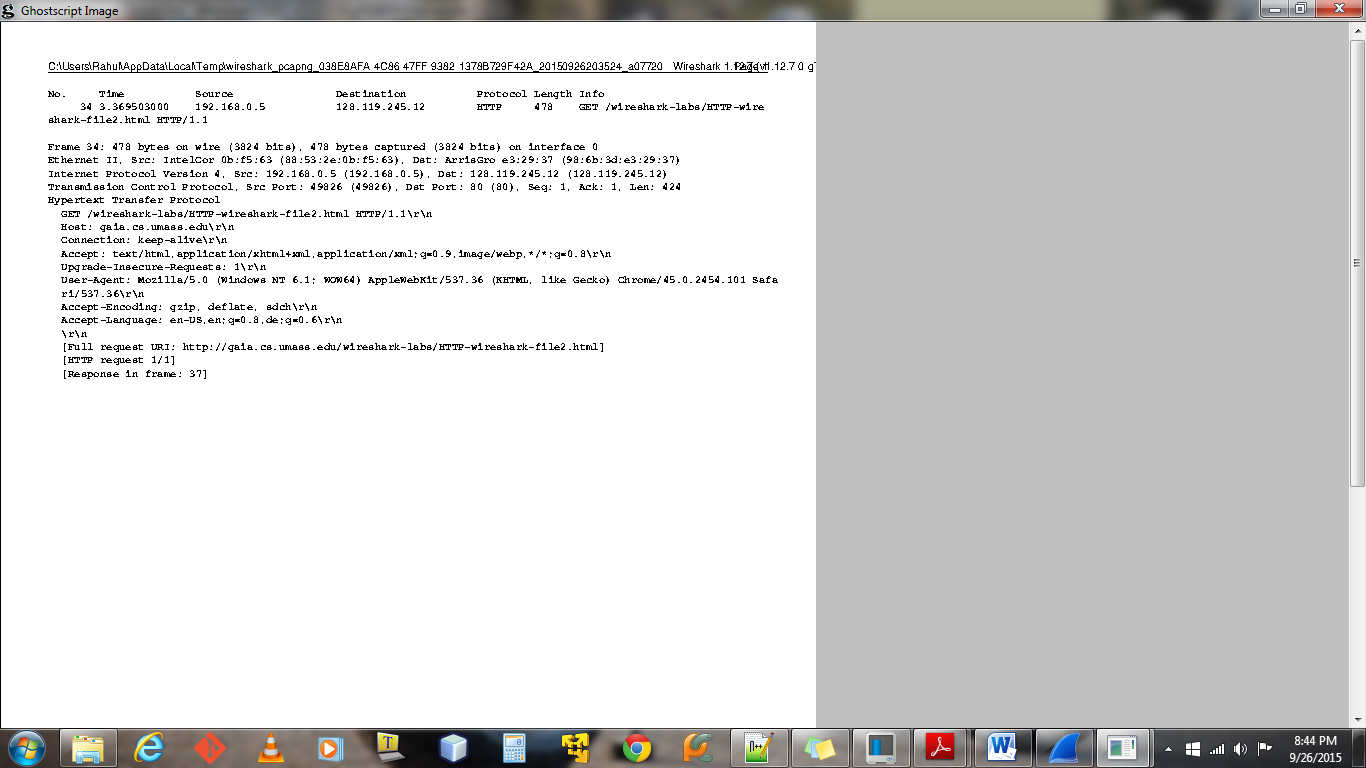 Ghostscript Image
C:\Users\Rahul\AppData\Local\Temp\wireshark_pcapng_038E8AFA 4C86 47FF 9382 1378B729F42A_20150926203524_a07720 Wireshark 1.12.7
No. Time Source Destination Protocol Length Info
34 3.369503000 192.168.0.5 128.119.245.12 HTTP 478 GET /wireshark-labs/HTTP-wire
shark-file2.html HTTP/1.1
Frame 34: 478 bytes on wire (3824 bits), 478 bytes captured (3824 bits) on interface 0
Ethernet II, Src: IntelCor 0b:f5:63 (88:53:2e:0b:f5:63), Dst: ArrisGro e3:29:37 (98:6b:3d:e3:29:37)
Internet Protocol Version 4, Src: 192.168.0.5 (192.168.0.5), Dst: 128.119.245.12 (128.119.245.12)
Transmission Control Protocol, Src Port: 49826 (49826), Dst Port: 80 (80), Seq: 1, Ack: 1, Len: 424
Hypertext Transfer Protocol
GET /wireshark-labs/HTTP-wireshark-file2.html HTTP/1.1\r\n
Host: gaia.cs.umass.edu\r\n
Connection: keep-alive\r\n
Accept: text/html,application/xhtml+xml,application/xml;q=0.9,image/webp,*/*;q=0.8\r\n
Upgrade-Insecure-Requests: 1\r\n
User-Agent: Mozilla/5.0 (Windows NT 6.1; WOW64) AppleWebKit/537.36 (KHTML, like Gecko) Chrome/45.0.2454.101 Safa
ri/537.36\r\n
Accept-Encoding: gzip, deflate, sdch\r\n
Accept-Language: en-US,en;q=0.8,de;q=0.6\r\n
\r\n
[Full request URI: http://gaia.cs.umass.edu/wireshark-labs/HTTP-wireshark-file2.html]
[HTTP request 1/1]
[Response in frame: 37]
8:44 PM
9/26/2015